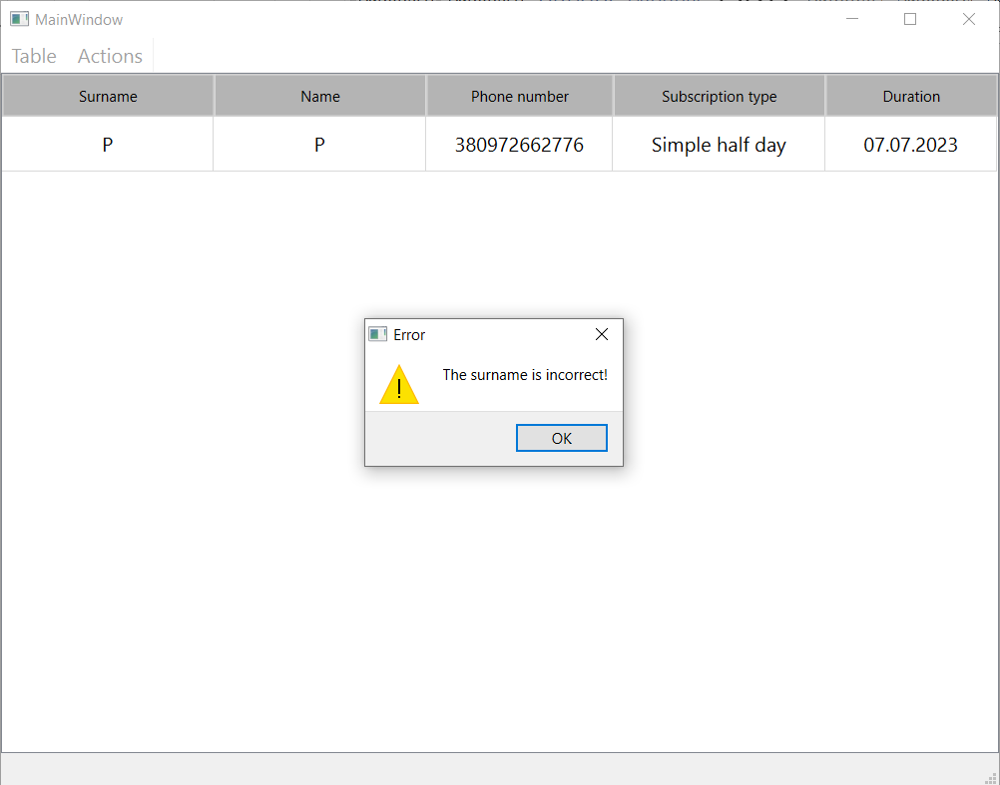 MainWindow
Table Actions
Surname Name Phone number Subscription type Duration
P P 380972662776 Simple half day 07.07.2023
Error
The surname is incorrect!
OK